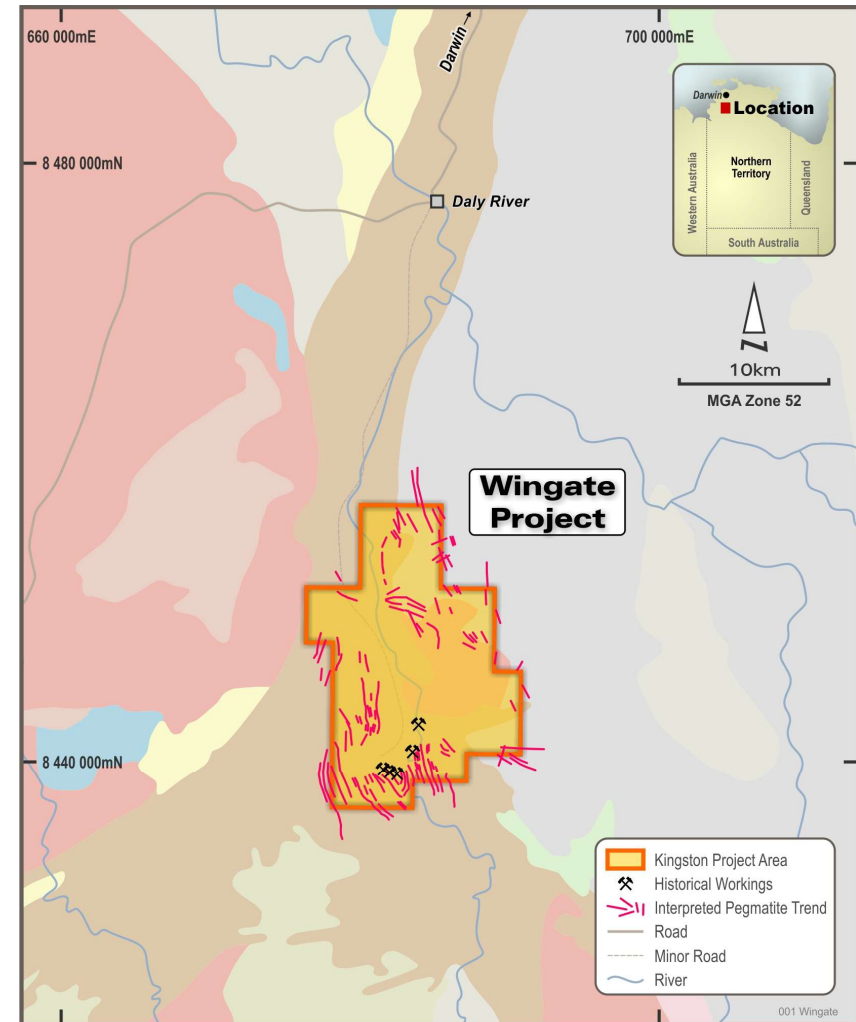 660 000mE
700 000mE
Darwin →
Darwin
Location
Western Australia
Northern
Territory
Queensland
South Australia
8 480 000mN
Daly River
N
10km
MGA Zone 52
Wingate
Project
8 440 000mN
Kingston Project Area
Historical Workings
Interpreted Pegmatite Trend
Road
Minor Road
River
001 Wingate